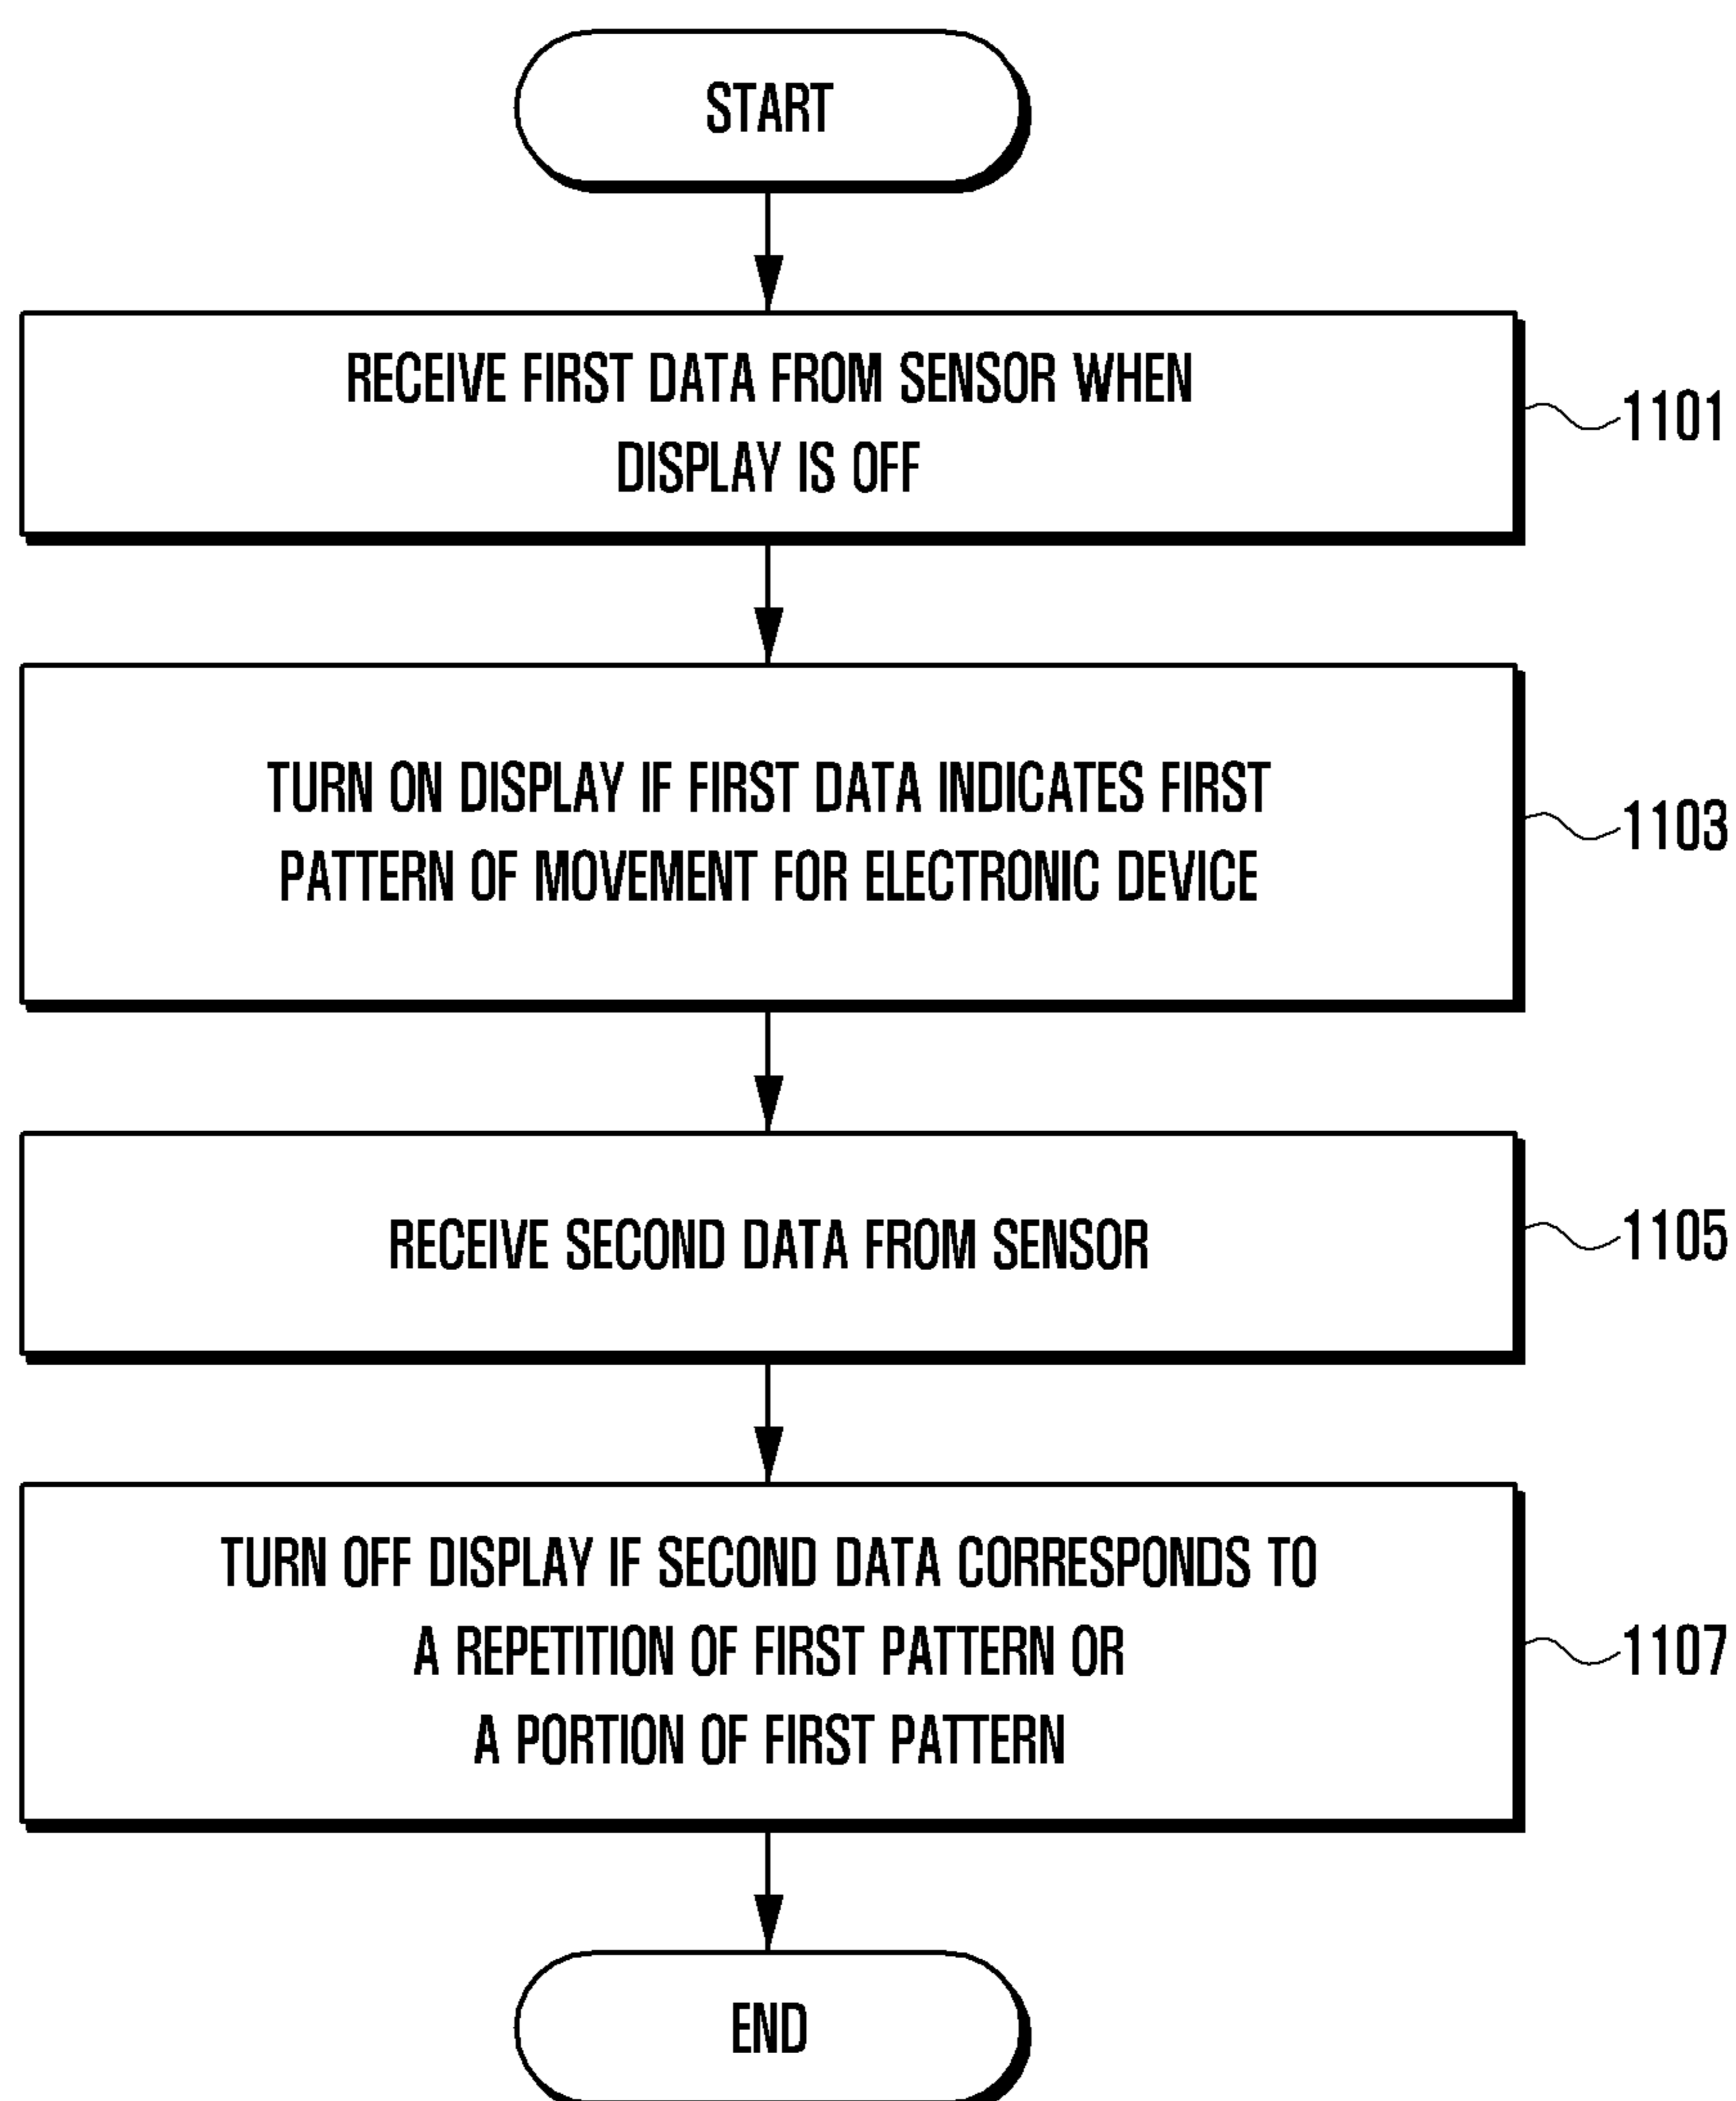 START
RECEIVE FIRST DATA FROM SENSOR WHEN
DISPLAY IS OFF
1101
TURN ON DISPLAY IF FIRST DATA INDICATES FIRST
PATTERN OF MOVEMENT FOR ELECTRONIC DEVICE
1103
RECEIVE SECOND DATA FROM SENSOR
1105
TURN OFF DISPLAY IF SECOND DATA CORRESPONDS TO
A REPETITION OF FIRST PATTERN OR
A PORTION OF FIRST PATTERN
1107
END